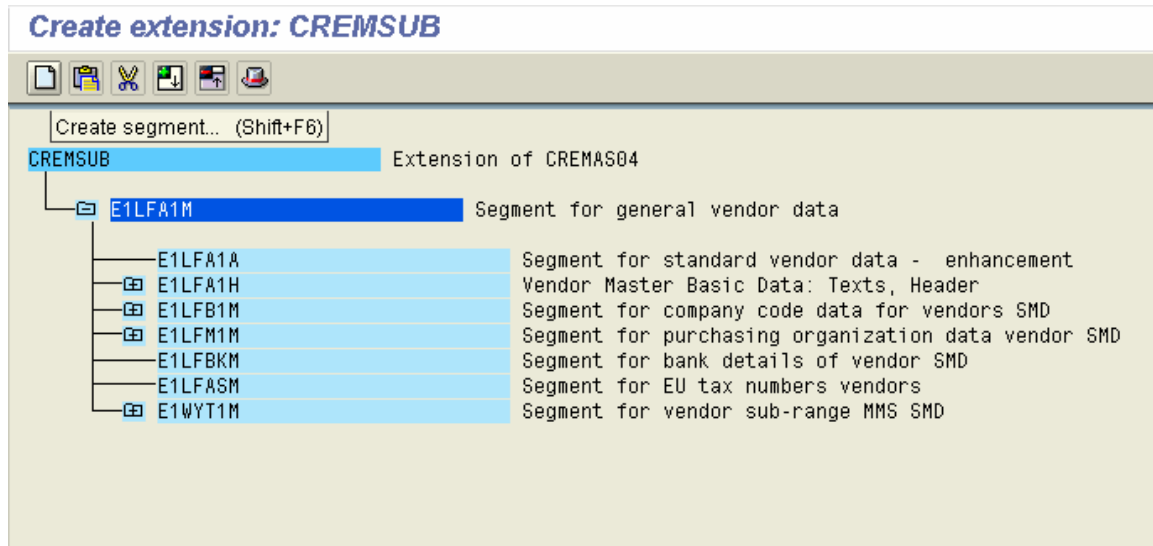 Create extension: CREMSUB
Create segment... (Shift+F6)
CREMSUB Extension of CREMAS04
E1LFA1M Segment for general vendor data
E1LFA1A Segment for standard vendor data - enhancement
E1LFA1H Vendor Master Basic Data: Texts, Header
E1LFB1M Segment for company code data for vendors SMD
E1LFM1M Segment for purchasing organization data vendor SMD
E1LFBKM Segment for bank details of vendor SMD
E1LFASM Segment for EU tax numbers vendors
E1WYT1M Segment for vendor sub-range MMS SMD